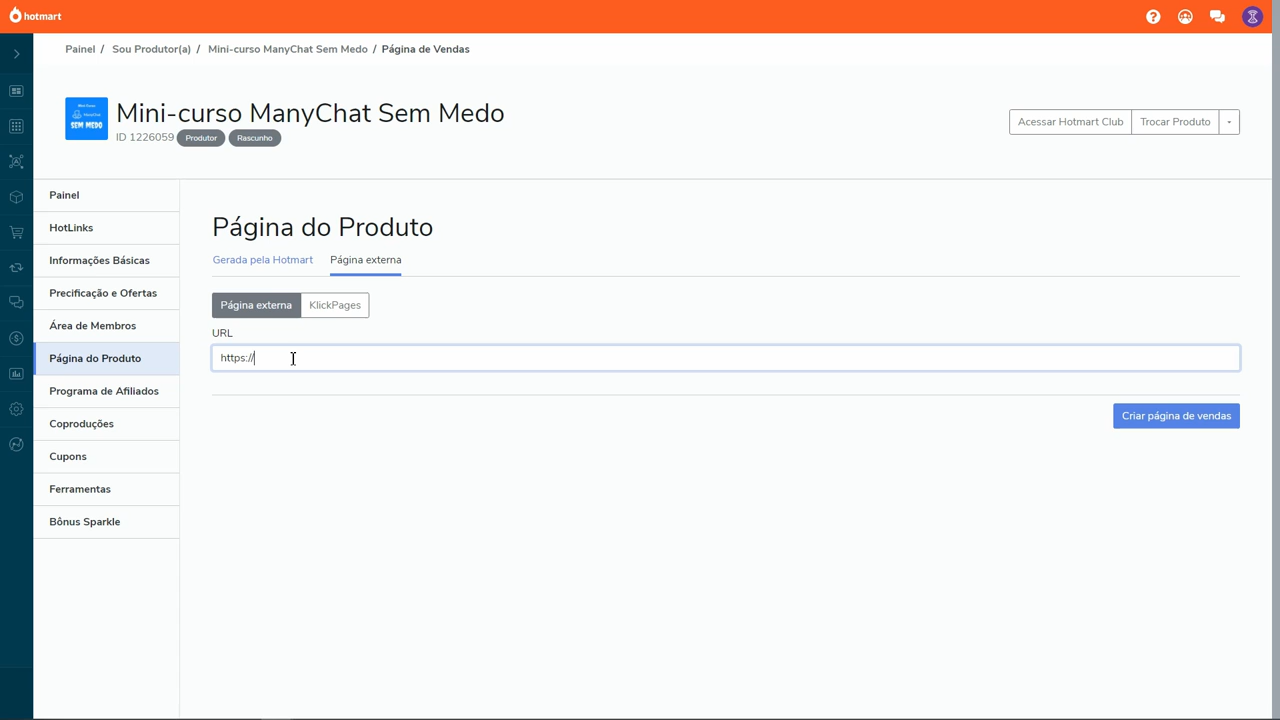 hotmart
Painel / Sou Produtor(a) / Mini-curso ManyChat Sem Medo / Página de Vendas
Mini Curso
ManyChat
SEM MEDO
Mini-curso ManyChat Sem Medo
ID 1226059 Produtor Rascunho
Acessar Hotmart Club Trocar Produto
Painel
HotLinks
Informações Básicas
Precificação e Ofertas
Área de Membros
Página do Produto
Programa de Afiliados
Coproduções
Cupons
Ferramentas
Bônus Sparkle
Página do Produto
Gerada pela Hotmart Página externa
Página externa KlickPages
URL
https://
Criar página de vendas